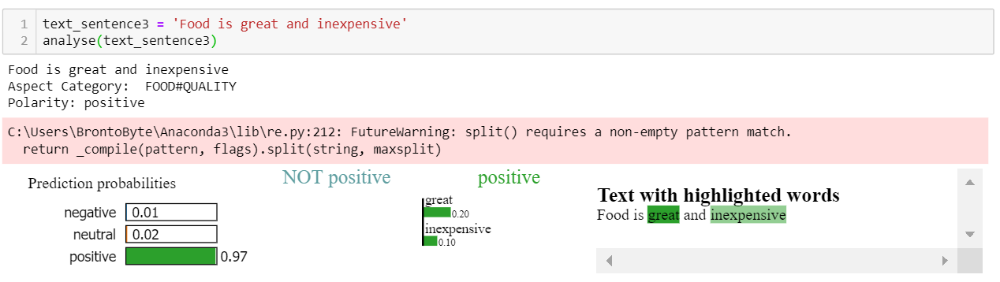 1 text_sentence3 = 'Food is great and inexpensive'
2 analyse(text_sentence3)
Food is great and inexpensive
Aspect Category:  FOOD#QUALITY
Polarity: positive
C:\Users\BrontoByte\Anaconda3\lib\re.py:212: FutureWarning: split() requires a non-empty pattern match.
  return _compile(pattern, flags).split(string, maxsplit)
Prediction probabilities
negative 0.01
neutral 0.02
positive 0.97
NOT positive positive
great
0.20
inexpensive
0.10
Text with highlighted words
Food is great and inexpensive